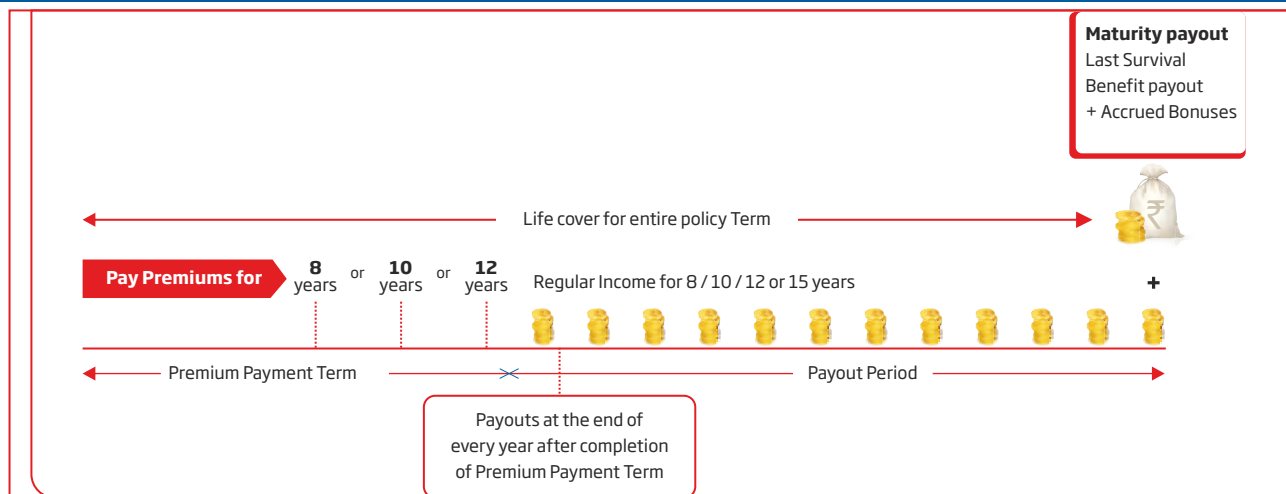 Maturity payout
Last Survival
Benefit payout
+ Accrued Bonuses
₹
Life cover for entire policy Term
Pay Premiums for
8 years or 10 years or 12 years
Regular Income for 8 / 10 / 12 or 15 years
+
Premium Payment Term
Payout Period
Payouts at the end of
every year after completion
of Premium Payment Term